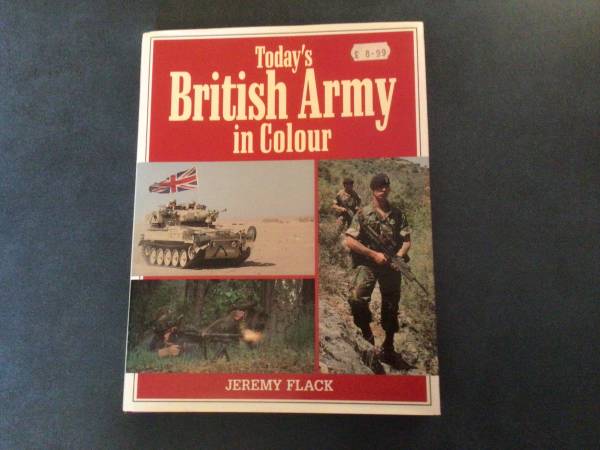 Today's
£ 8-99
British Army
in Colour
JEREMY FLACK